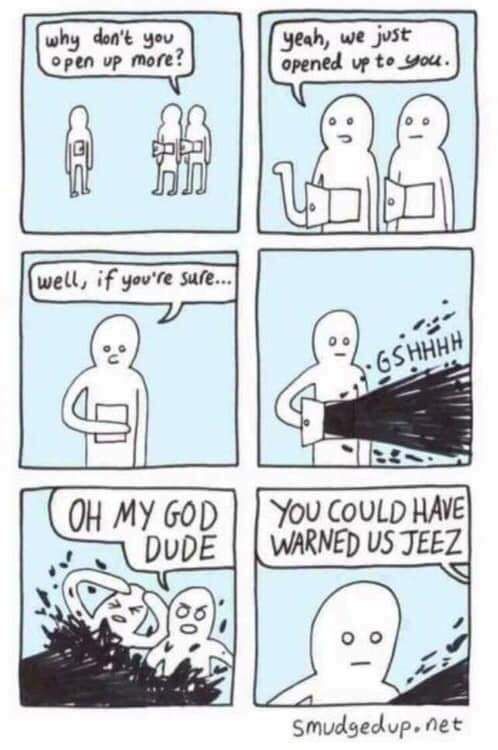 why don't you
open up more?
yeah, we just
opened up to you.
well, if you're sure...
GSHHHH
OH MY GOD
DUDE
YOU COULD HAVE
WARNED US JEEZ
smudgedup.net